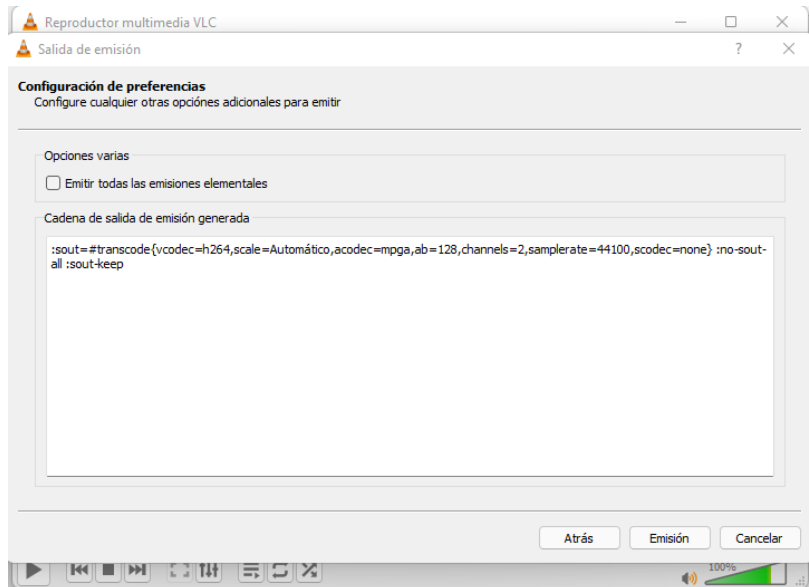 Reproductor multimedia VLC
Salida de emisión
?
Configuración de preferencias
Configure cualquier otras opciónes adicionales para emitir
Opciones varias
Emitir todas las emisiones elementales
Cadena de salida de emisión generada
:sout=#transcode{vcodec=h264,scale=Automático,acodec=mpga,ab=128,channels=2,samplerate=44100,scodec=none} :no-sout-
all :sout-keep
Atrás Emisión Cancelar
100%